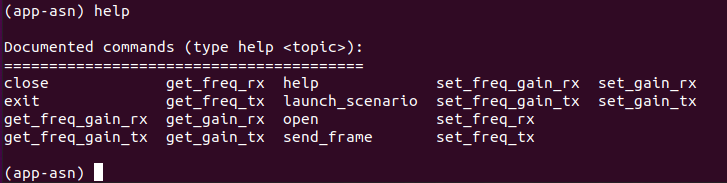 (app-asn) help
Documented commands (type help <topic>):
========================================
close             get_freq_rx  help             set_freq_gain_rx  set_gain_rx
exit              get_freq_tx  launch_scenario  set_freq_gain_tx  set_gain_tx
get_freq_gain_rx  get_gain_rx  open             set_freq_rx
get_freq_gain_tx  get_gain_tx  send_frame       set_freq_tx
(app-asn)